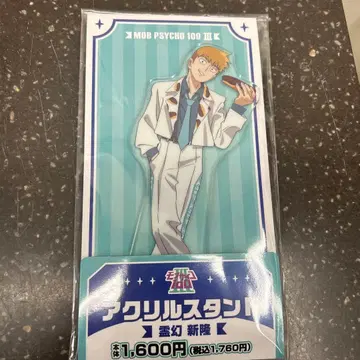 MOB PSYCHO 109 III
アクリルスタンド
霊幻 新隆
本体1,600円(税込1,760円)